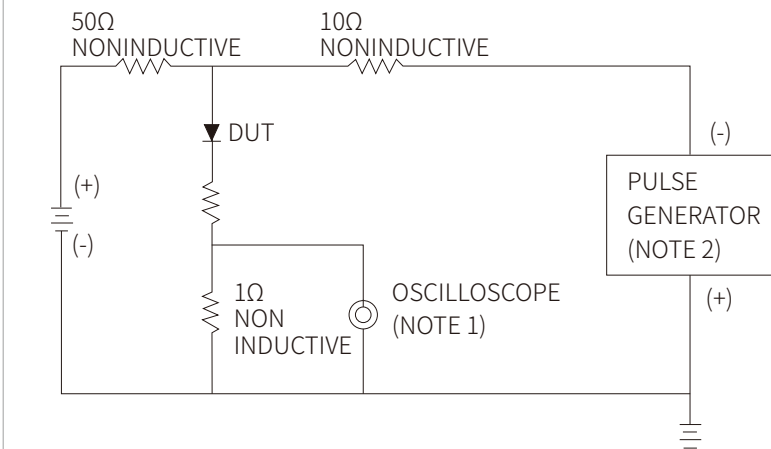 50Ω
NONINDUCTIVE
10Ω
NONINDUCTIVE
DUT
(-)
(+)
(-)
PULSE
GENERATOR
(NOTE 2)
1Ω
NON
INDUCTIVE
OSCILLOSCOPE
(NOTE 1)
(+)